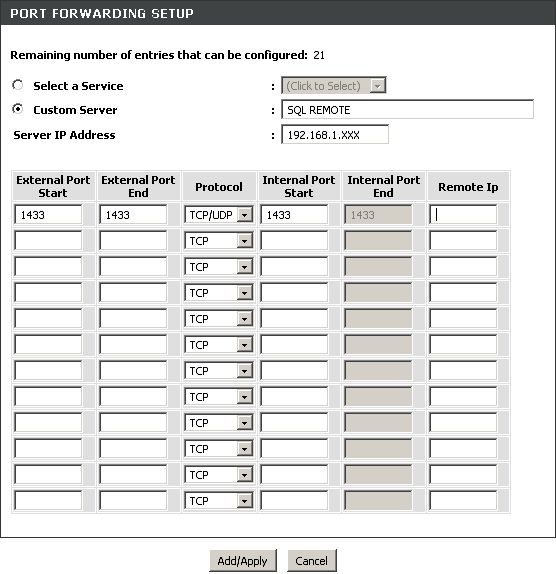 PORT FORWARDING SETUP
Remaining number of entries that can be configured: 21
Select a Service : (Click to Select)
Custom Server : SQL REMOTE
Server IP Address : 192.168.1.XXX
External Port Start External Port End Protocol Internal Port Start Internal Port End Remote Ip
1433 1433 TCP/UDP 1433 1433
TCP
TCP
TCP
TCP
TCP
TCP
TCP
TCP
TCP
TCP
TCP
Add/Apply Cancel